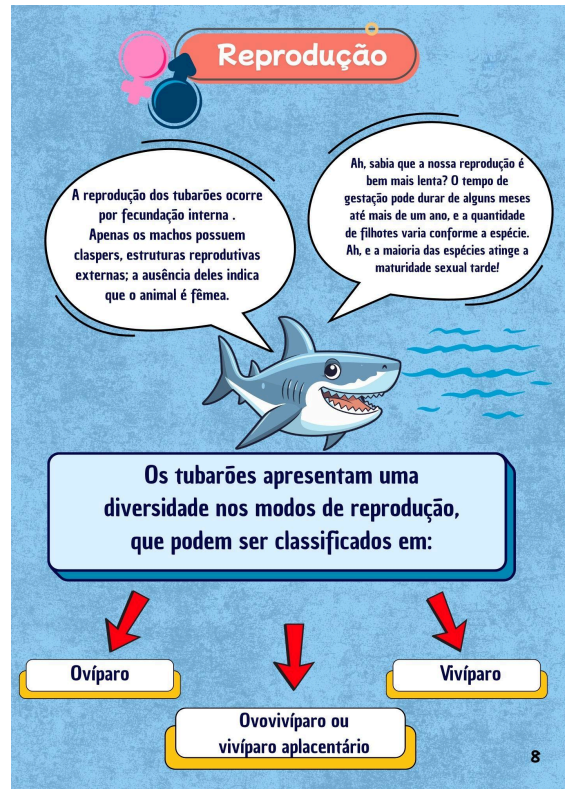 Reprodução
A reprodução dos tubarões ocorre
por fecundação interna .
Apenas os machos possuem
claspers, estruturas reprodutivas
externas; a ausência deles indica
que o animal é fêmea.
Ah, sabia que a nossa reprodução é
bem mais lenta? O tempo de
gestação pode durar de alguns meses
até mais de um ano, e a quantidade
de filhotes varia conforme a espécie.
Ah, e a maioria das espécies atinge a
maturidade sexual tarde!
Os tubarões apresentam uma
diversidade nos modos de reprodução,
que podem ser classificados em:
Ovíparo
Vivíparo
Ovovivíparo ou
vivíparo aplacentário
8